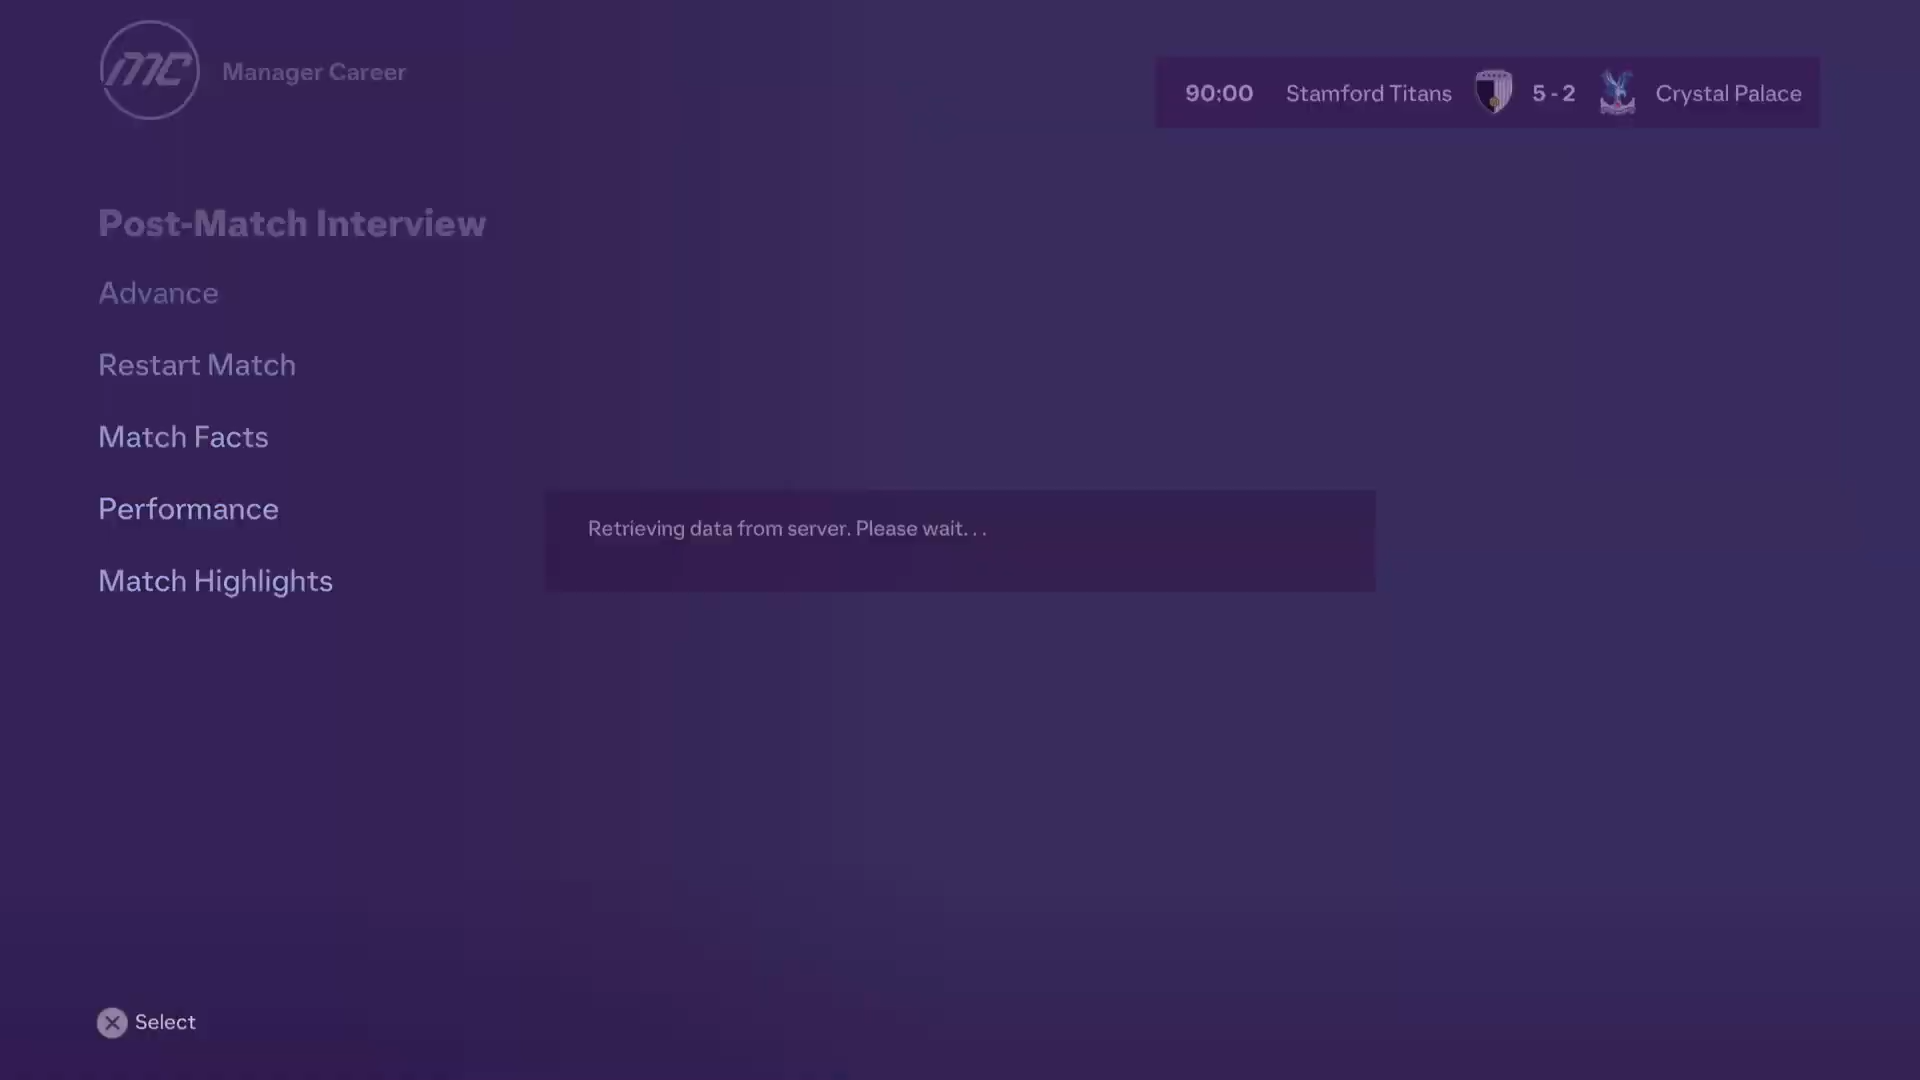 MC Manager Career
90:00 Stamford Titans 5 - 2 Crystal Palace
Post-Match Interview
Advance
Restart Match
Match Facts
Performance
Match Highlights
Retrieving data from server. Please wait. . .
Select